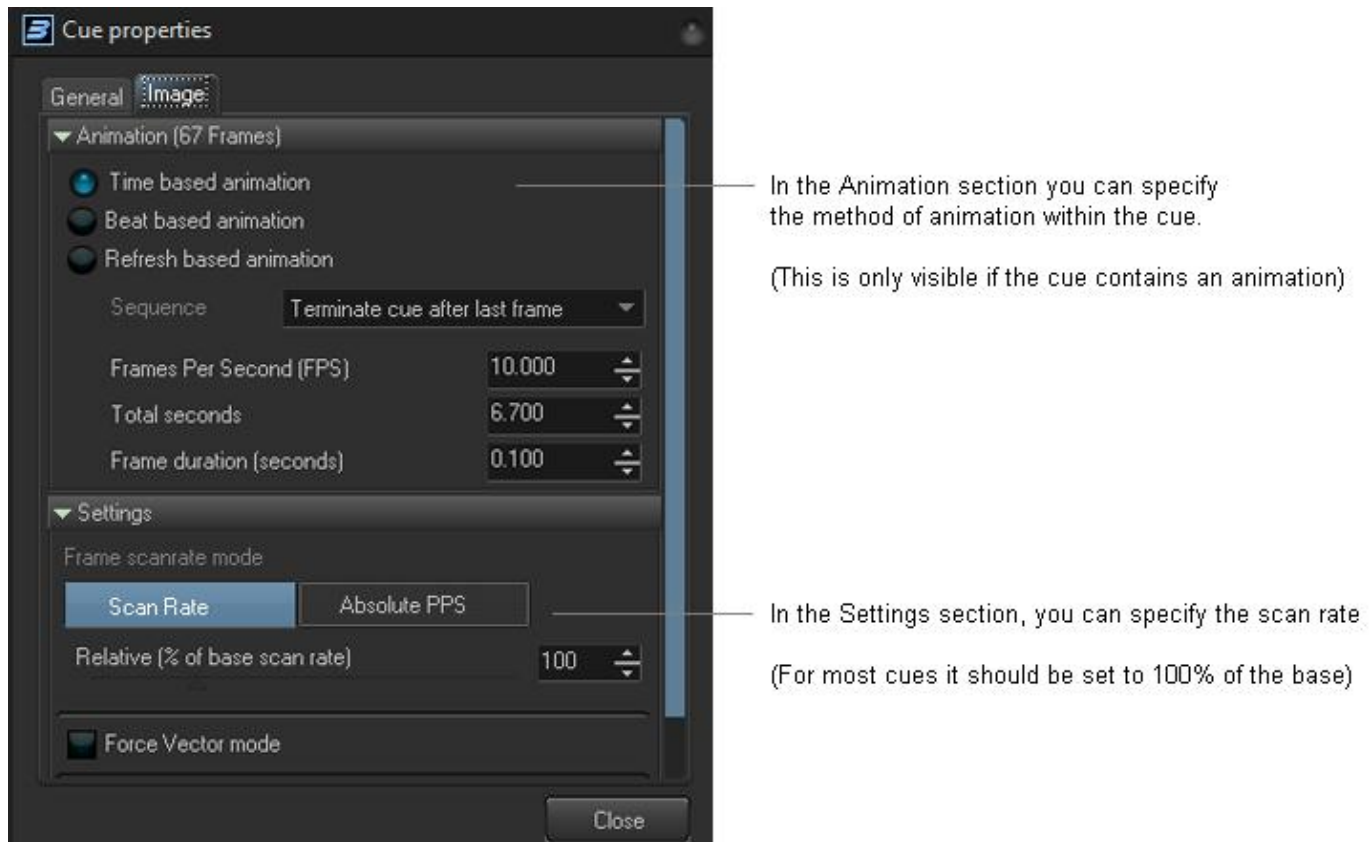 Cue properties
General Image
Animation (67 Frames)
Time based animation
Beat based animation
Refresh based animation
Sequence Terminate cue after last frame
Frames Per Second (FPS) 10.000
Total seconds 6.700
Frame duration (seconds) 0.100
Settings
Frame scanrate mode
Scan Rate Absolute PPS
Relative (% of base scan rate) 100
Force Vector mode
Close
In the Animation section you can specify
the method of animation within the cue.
(This is only visible if the cue contains an animation)
In the Settings section, you can specify the scan rate
(For most cues it should be set to 100% of the base)